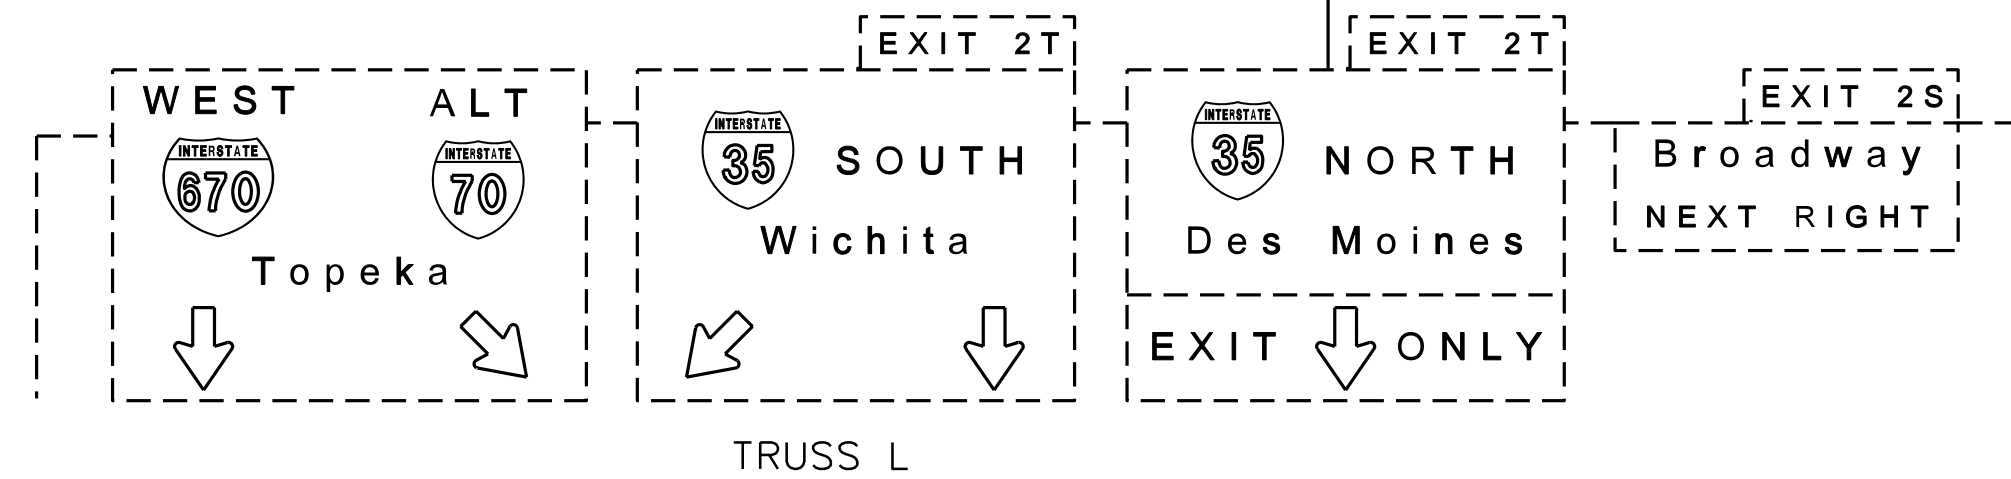 WEST ALT
INTERSTATE 670 INTERSTATE 70
Topeka
EXIT 2T
INTERSTATE 35 SOUTH
Wichita
EXIT 2T
INTERSTATE 35 NORTH
Des Moines
EXIT ONLY
EXIT 2S
Broadway
NEXT RIGHT
TRUSS L